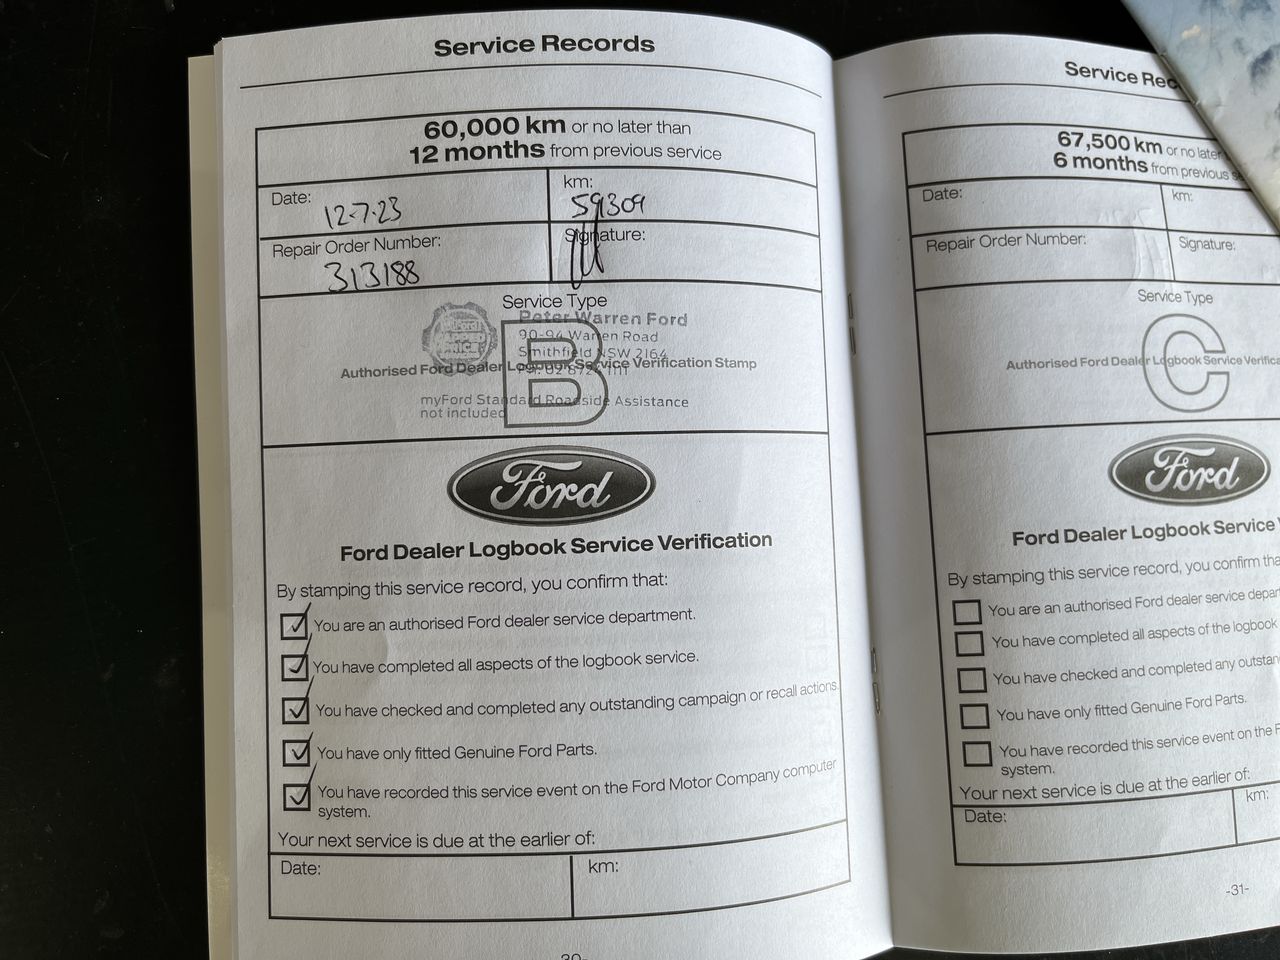 Service Records
60,000 km or no later than
12 months from previous service
Date:
12-7-23
km:
59309
Repair Order Number:
313188
Signature:
Service Type
B
Peter Warren Ford
90-94 Warren Road
Smithfield NSW 2164
Authorised Ford Dealer Logbook Service Verification Stamp
myFord Standard Roadside Assistance
not included
Ford
Ford Dealer Logbook Service Verification
By stamping this service record, you confirm that:
You are an authorised Ford dealer service department.
You have completed all aspects of the logbook service.
You have checked and completed any outstanding campaign or recall actions.
You have only fitted Genuine Ford Parts.
You have recorded this service event on the Ford Motor Company computer
system.
Your next service is due at the earlier of:
Date:
km:
Service Rec
67,500 km or no later
6 months from previous
Date:
km:
Repair Order Number:
Signature:
Service Type
C
Authorised Ford Dealer Logbook Service Verifica
Ford
Ford Dealer Logbook Service
By stamping this service record, you confirm tha
You are an authorised Ford dealer service depar
You have completed all aspects of the logbook
You have checked and completed any outstan
You have only fitted Genuine Ford Parts.
You have recorded this service event on the F
system.
Your next service is due at the earlier of:
Date:
km:
-31-